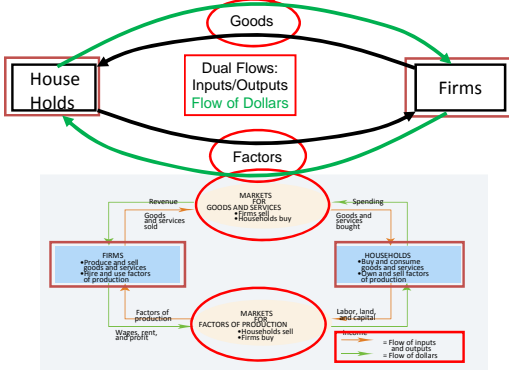 Goods
House
Holds
Dual Flows:
Inputs/Outputs
Flow of Dollars
Firms
Factors
MARKETS
FOR
GOODS AND SERVICES
•Firms sell
•Households buy
Revenue
Spending
Goods
and services
sold
Goods and
services
bought
FIRMS
•Produce and sell
goods and services
•Hire and use factors
of production
HOUSEHOLDS
•Buy and consume
goods and services
•Own and sell factors
of production
Factors of
production
Labor, land,
and capital
MARKETS
FOR
FACTORS OF PRODUCTION
•Households sell
•Firms buy
Wages, rent,
and profit
Income
= Flow of inputs
and outputs
= Flow of dollars